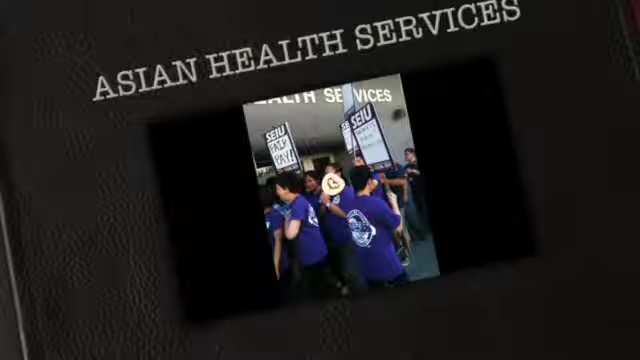 ASIAN HEALTH SERVICES
HEALTH SERVICES
SEIU
FAIR
PAY!
SEIU